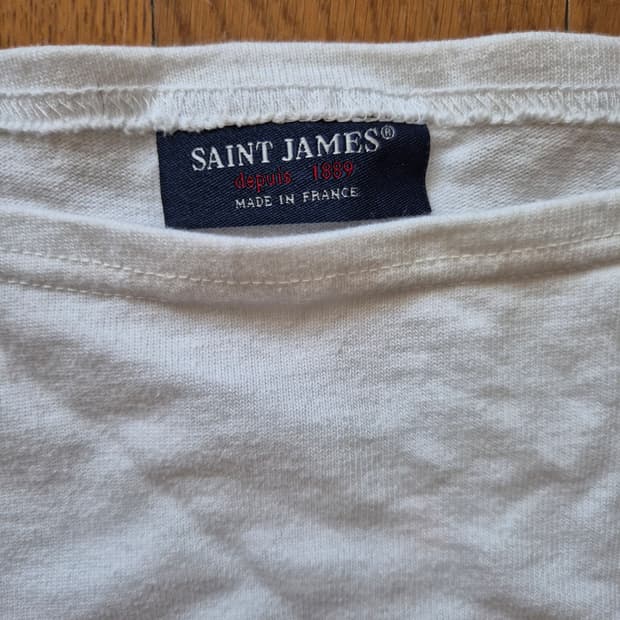 SAINT JAMES®
depuis 1889
MADE IN FRANCE